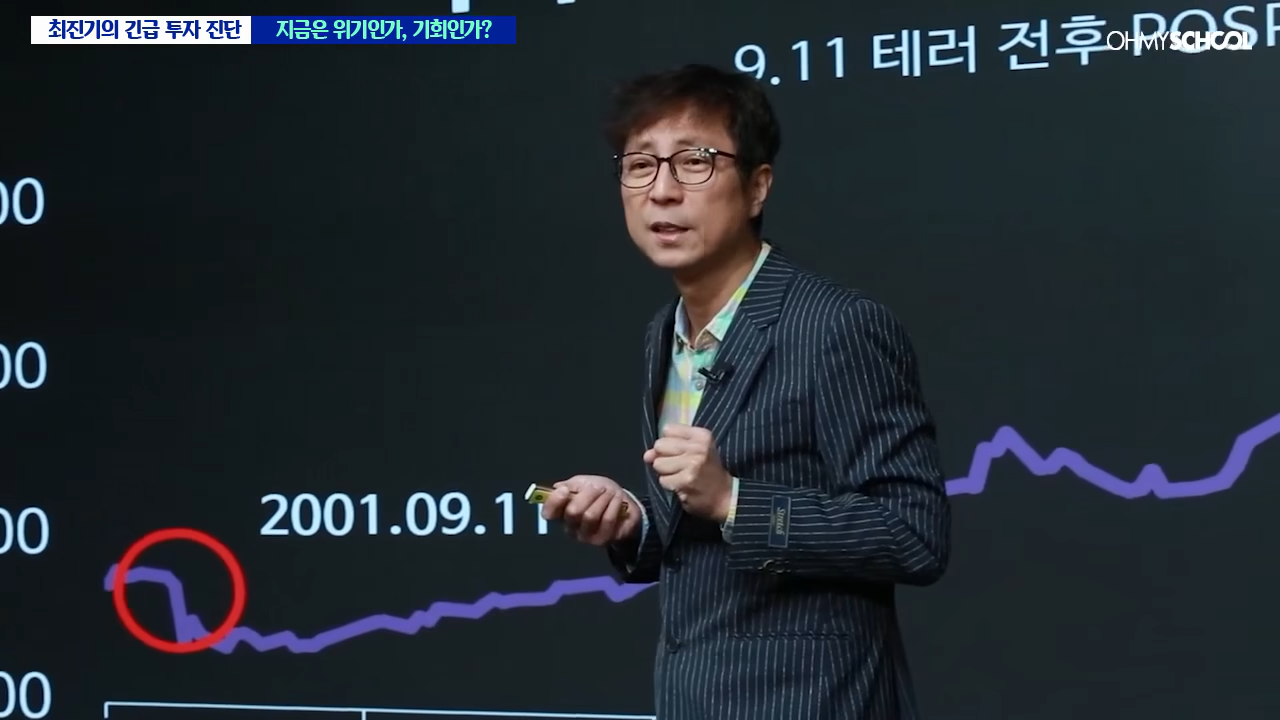 최진기의 긴급 투자 진단
지금은 위기인가, 기회인가?
OHMYSCHOOL
9.11 테러 전후
00
00
2001.09.11
00
00
Stretch